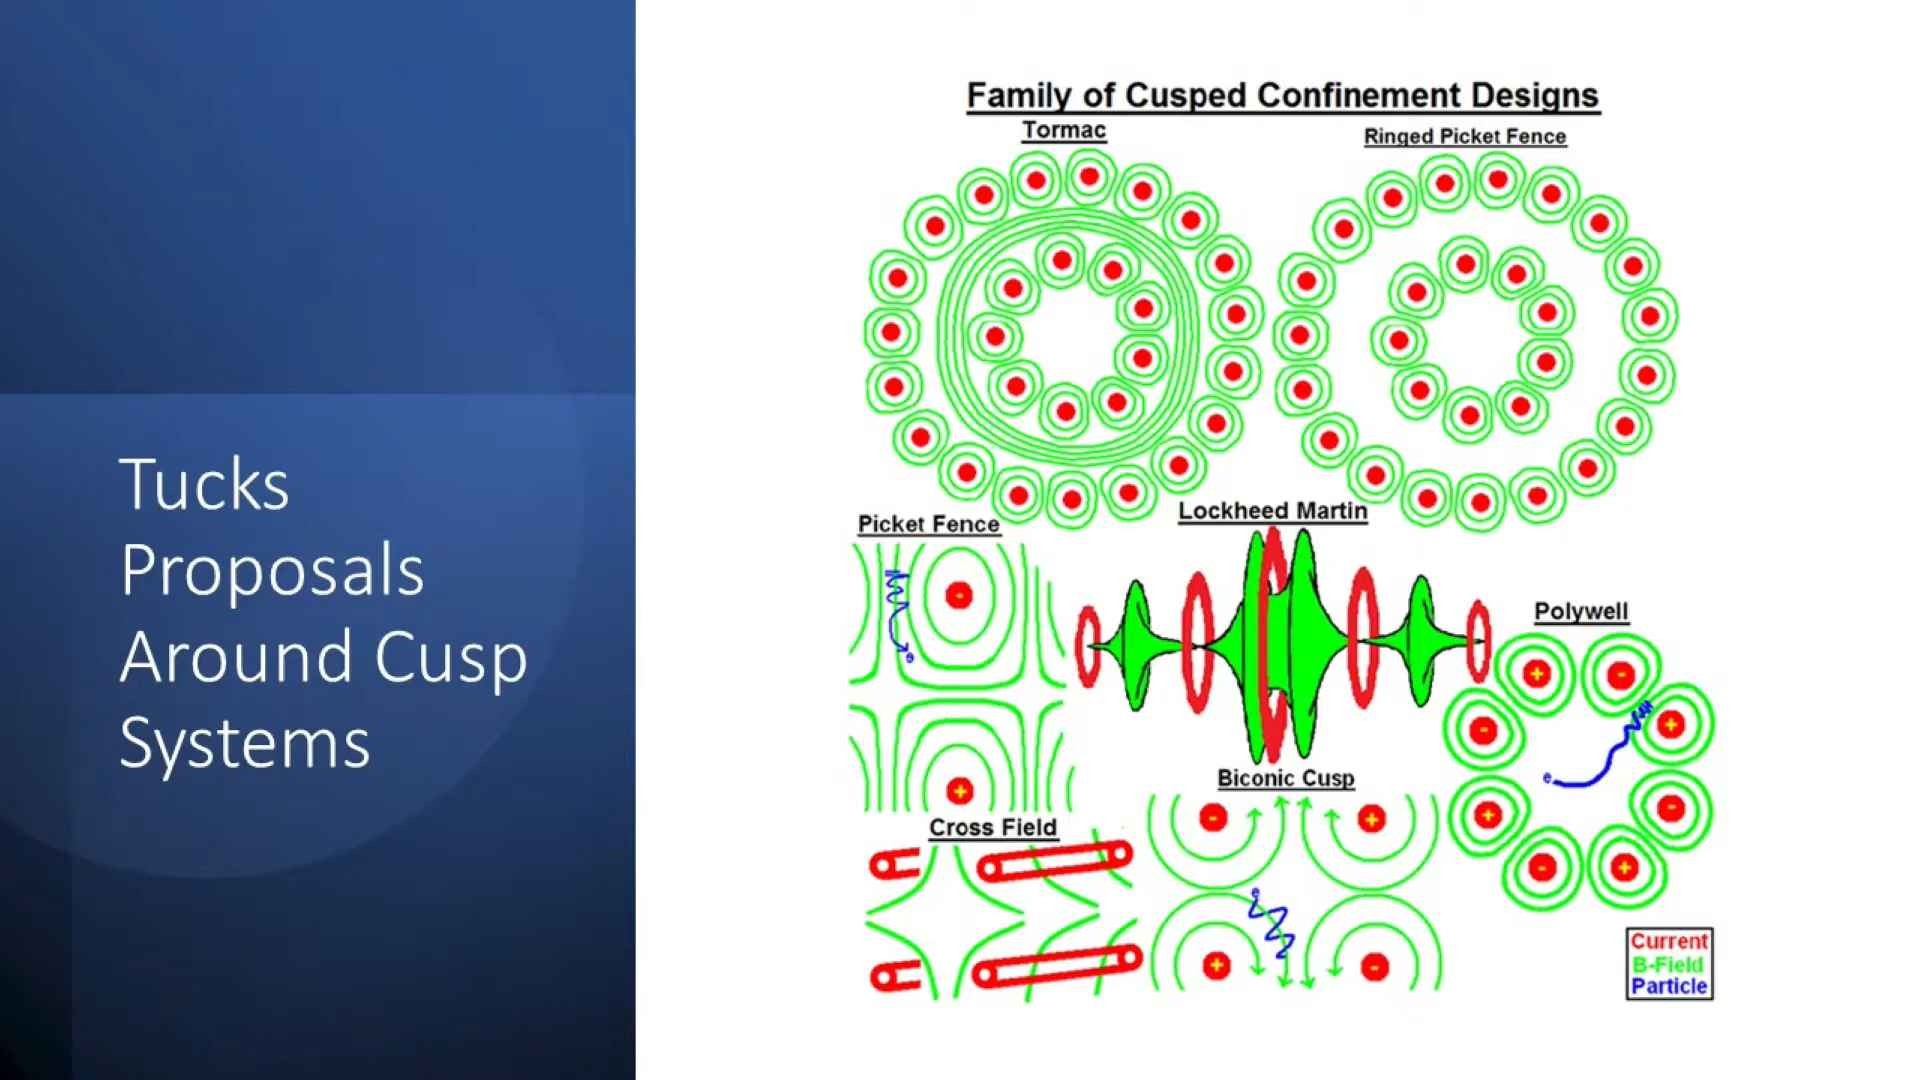 Tucks
Proposals
Around Cusp
Systems
Family of Cusped Confinement Designs
Tormac
Ringed Picket Fence
Picket Fence
Lockheed Martin
Polywell
Biconic Cusp
Cross Field
-
+
e
+
-
-
+
+
-
-
+
e
-
+
+
-
e
Current
B-Field
Particle